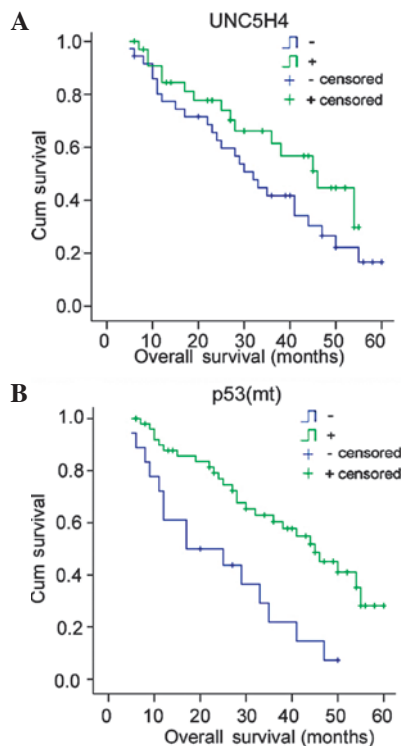 A
UNC5H4
-
+
- censored
+ censored
1.0
0.8
0.6
0.4
0.2
0.0
Cum survival
0 10 20 30 40 50 60
Overall survival (months)
B
p53(mt)
-
+
- censored
+ censored
1.0
0.8
0.6
0.4
0.2
0.0
Cum survival
0 10 20 30 40 50 60
Overall survival (months)